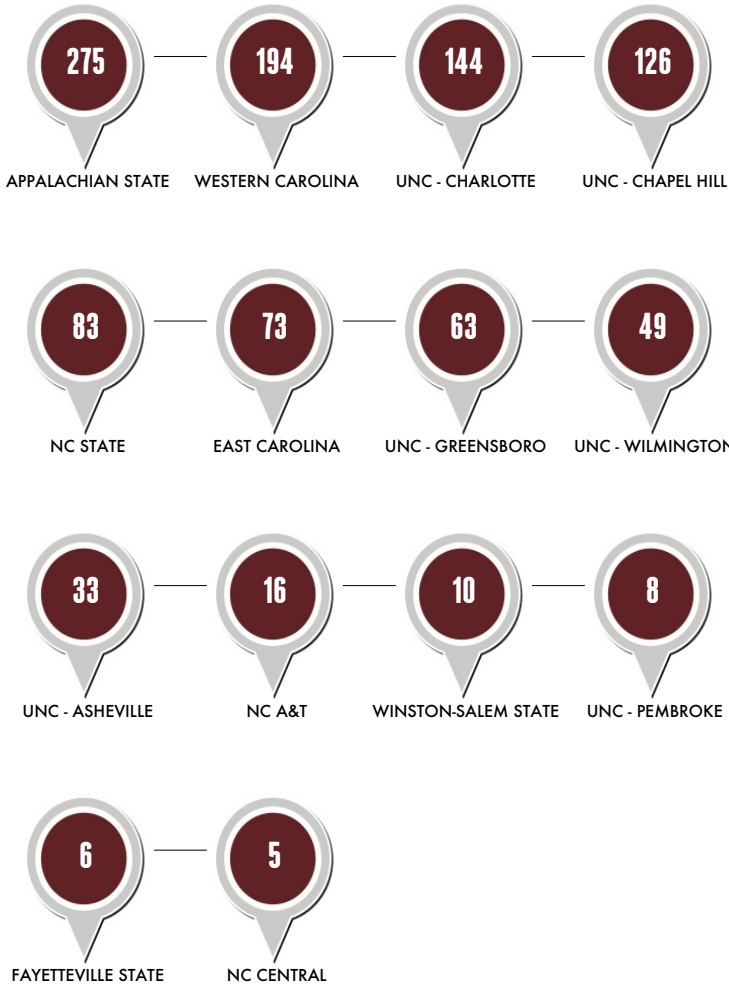 275 194 144 126
APPALACHIAN STATE WESTERN CAROLINA UNC - CHARLOTTE UNC - CHAPEL HILL
83 73 63 49
NC STATE EAST CAROLINA UNC - GREENSBORO UNC - WILMINGTON
33 16 10 8
UNC - ASHEVILLE NC A&T WINSTON-SALEM STATE UNC - PEMBROKE
6 5
FAYETTEVILLE STATE NC CENTRAL